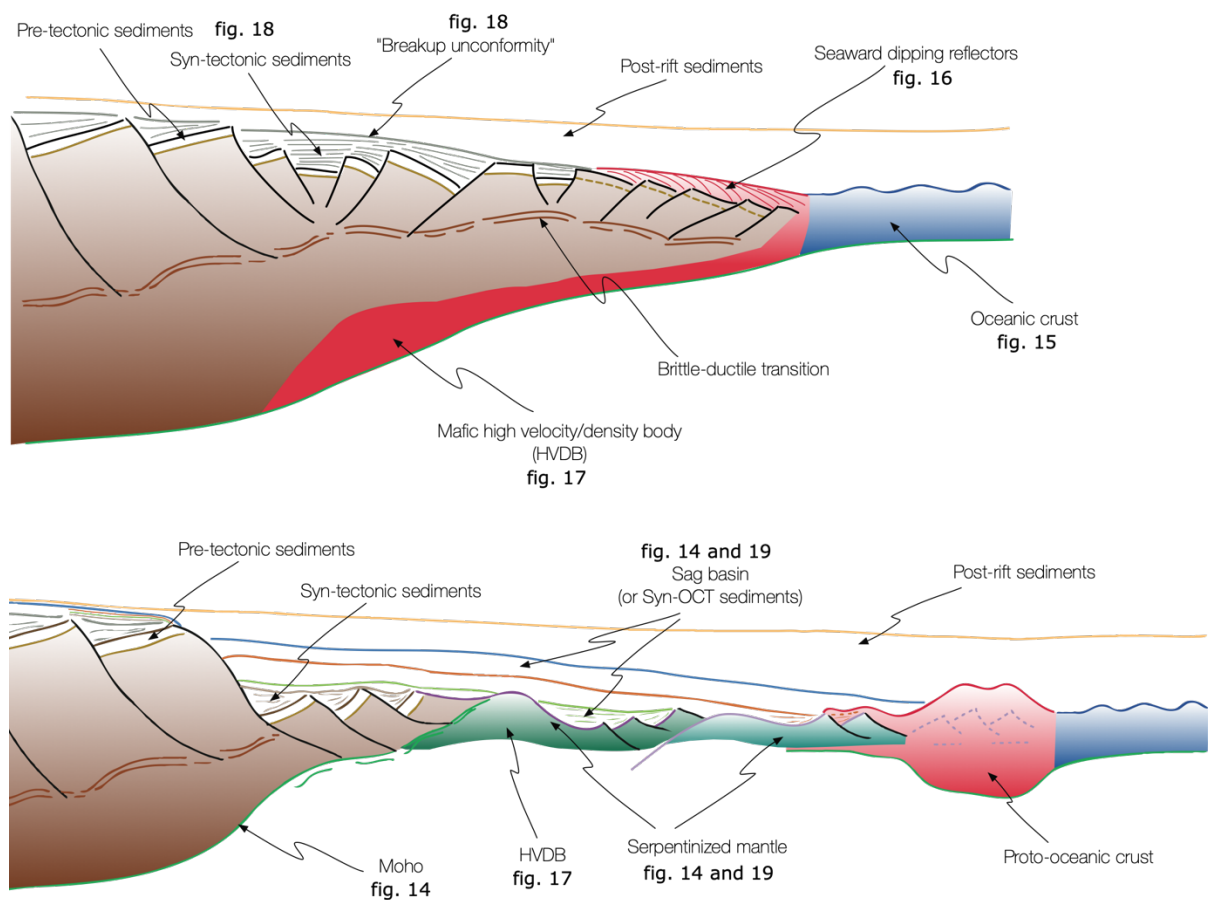 Pre-tectonic sediments
fig. 18
Syn-tectonic sediments
fig. 18
"Breakup unconformity"
Post-rift sediments
Seaward dipping reflectors
fig. 16
Oceanic crust
fig. 15
Brittle-ductile transition
Mafic high velocity/density body
(HVDB)
fig. 17
Pre-tectonic sediments
Syn-tectonic sediments
fig. 14 and 19
Sag basin
(or Syn-OCT sediments)
Post-rift sediments
Moho
fig. 14
HVDB
fig. 17
Serpentinized mantle
fig. 14 and 19
Proto-oceanic crust